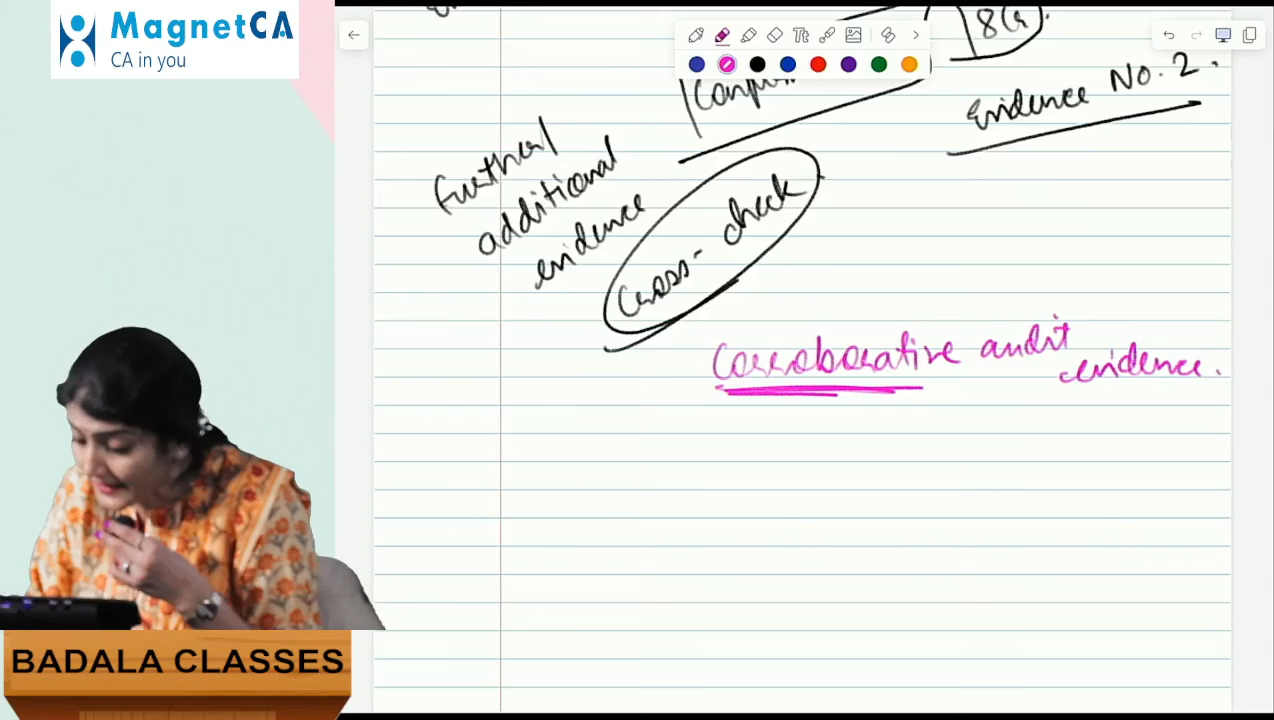 MagnetCA
CA in you
8(a).
Evidence No. 2.
further/
additional
evidence
cross-check
Corroborative audit
evidence.
BADALA CLASSES